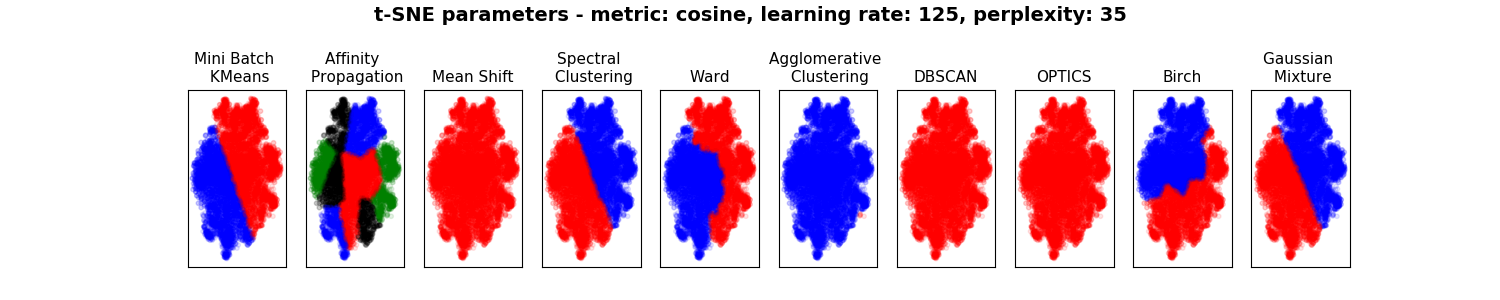 t-SNE parameters - metric: cosine, learning rate: 125, perplexity: 35
Mini Batch
KMeans
Affinity
Propagation
Mean Shift
Spectral
Clustering
Ward
Agglomerative
Clustering
DBSCAN
OPTICS
Birch
Gaussian
Mixture